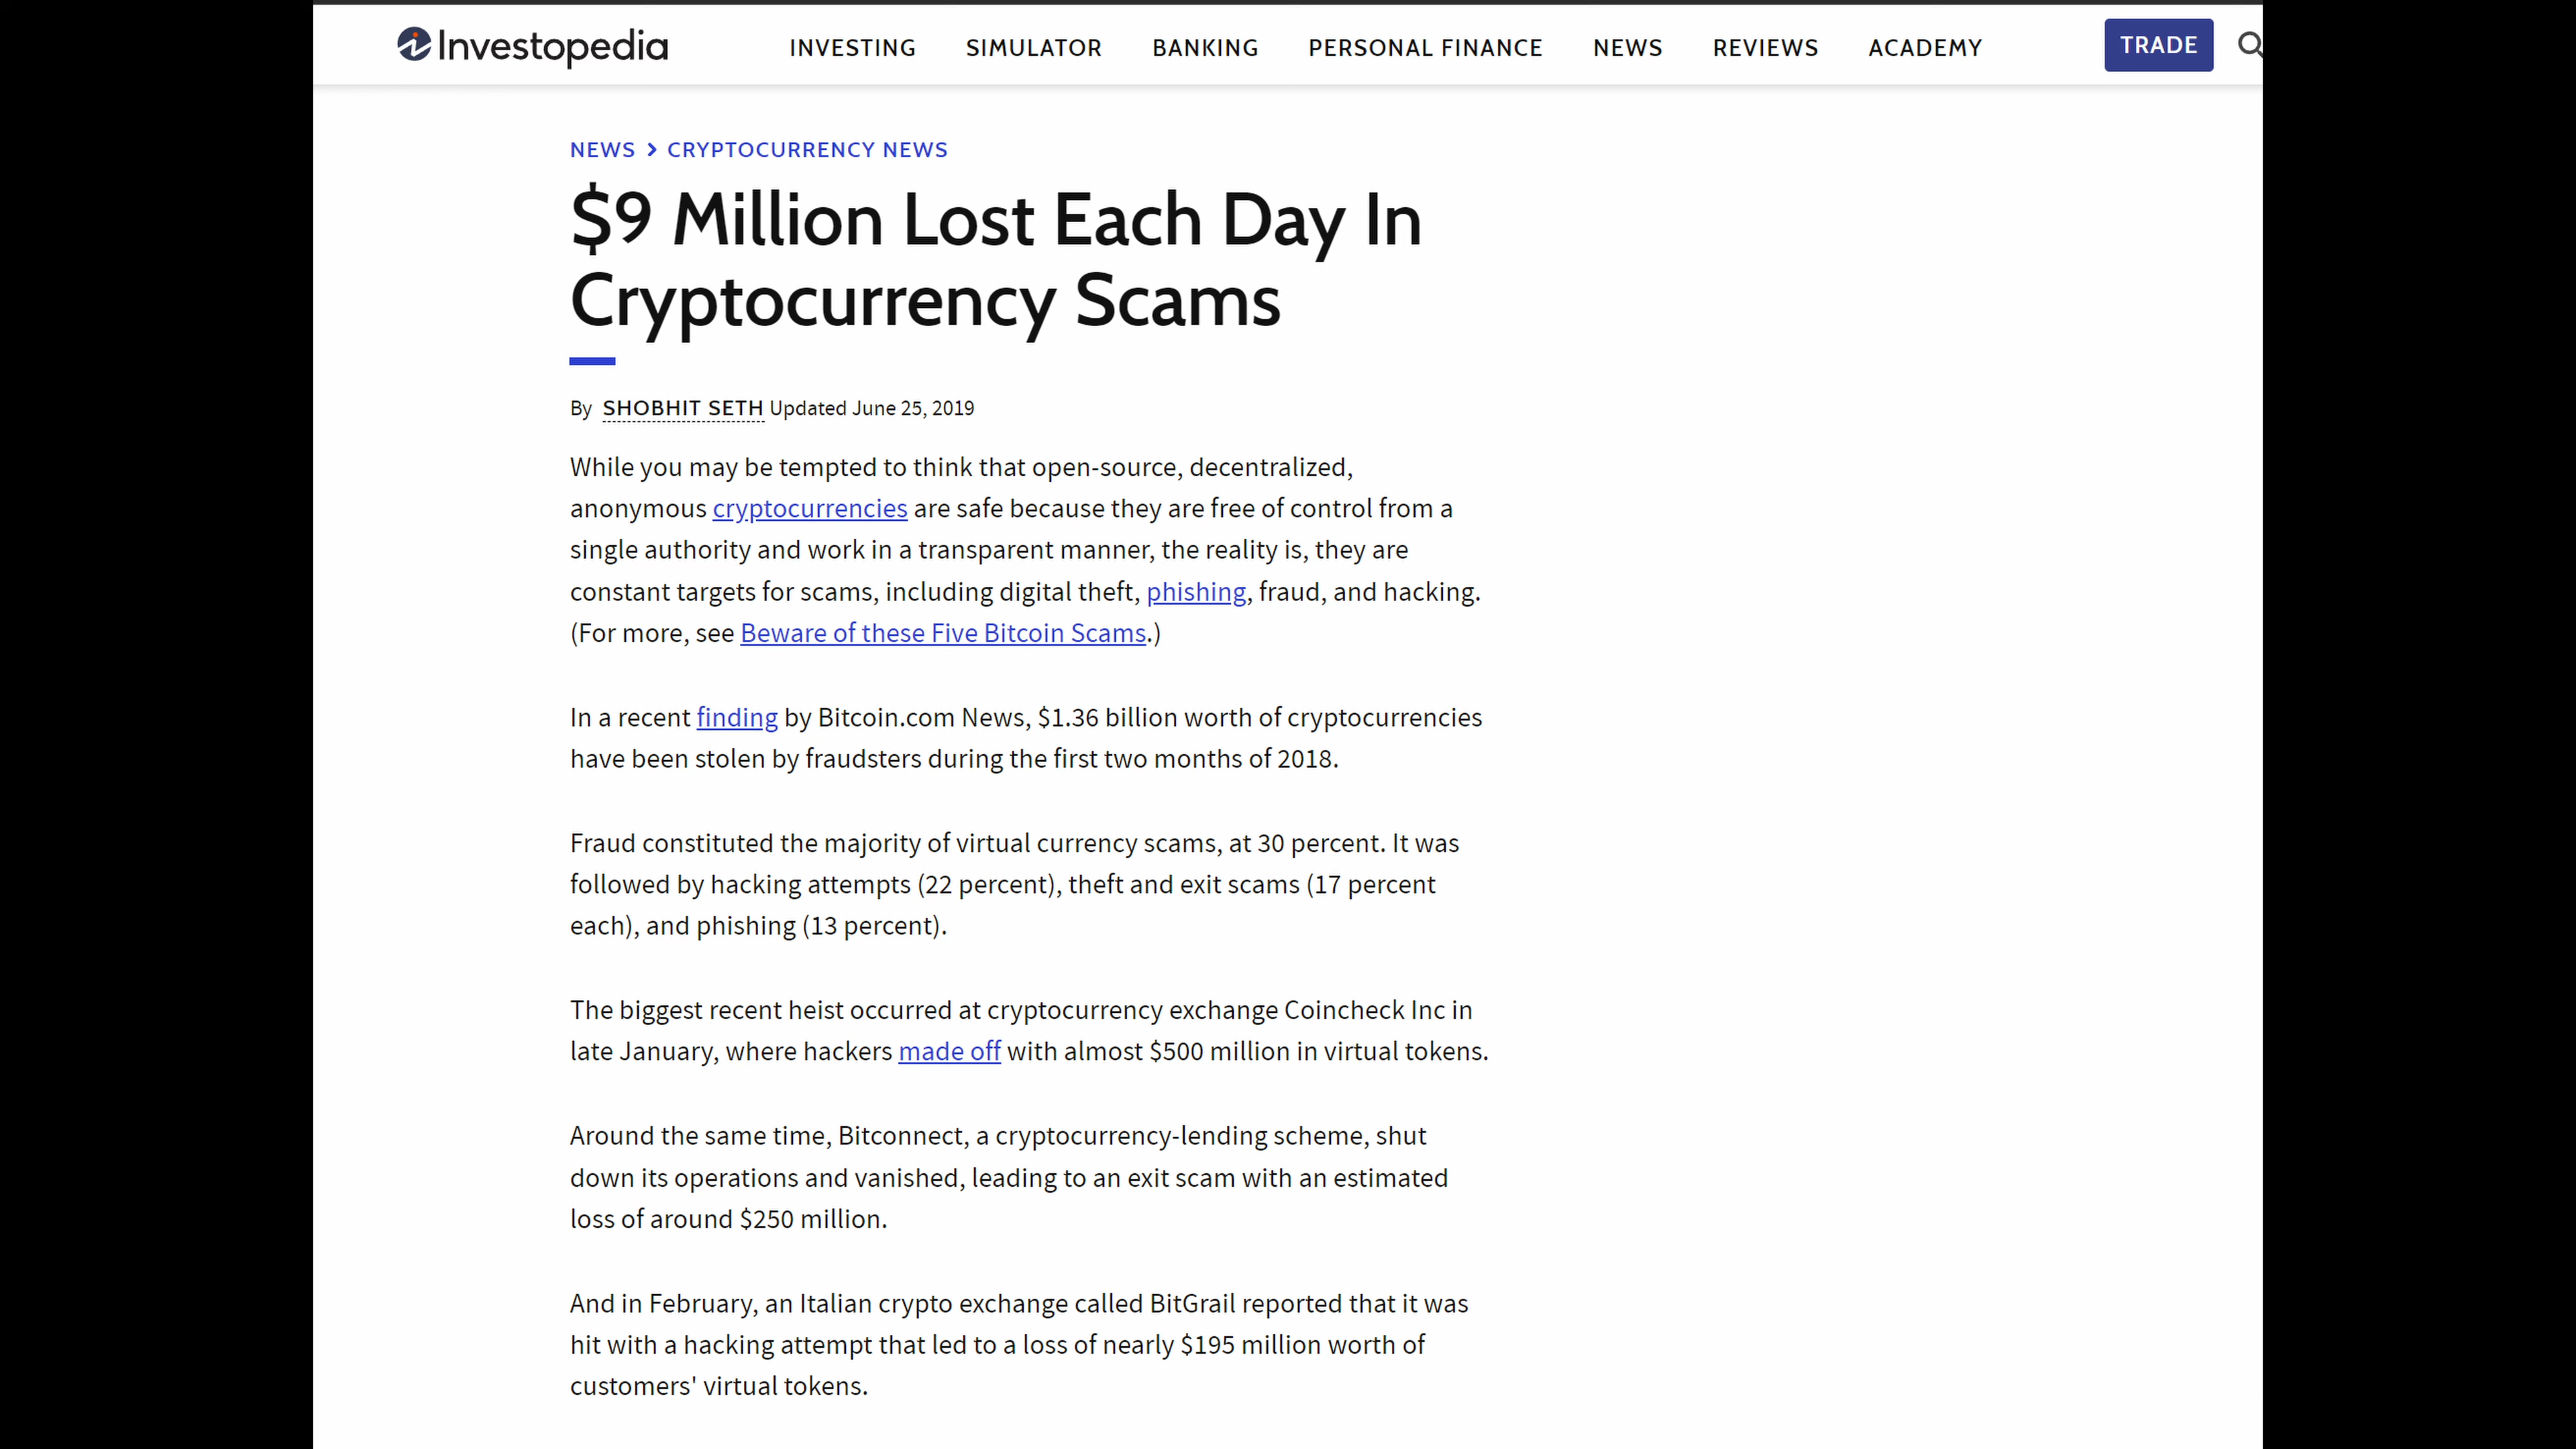 Investopedia
INVESTING SIMULATOR BANKING PERSONAL FINANCE NEWS REVIEWS ACADEMY TRADE
NEWS > CRYPTOCURRENCY NEWS
$9 Million Lost Each Day In
Cryptocurrency Scams
By SHOBHIT SETH Updated June 25, 2019
While you may be tempted to think that open-source, decentralized,
anonymous cryptocurrencies are safe because they are free of control from a
single authority and work in a transparent manner, the reality is, they are
constant targets for scams, including digital theft, phishing, fraud, and hacking.
(For more, see Beware of these Five Bitcoin Scams.)
In a recent finding by Bitcoin.com News, $1.36 billion worth of cryptocurrencies
have been stolen by fraudsters during the first two months of 2018.
Fraud constituted the majority of virtual currency scams, at 30 percent. It was
followed by hacking attempts (22 percent), theft and exit scams (17 percent
each), and phishing (13 percent).
The biggest recent heist occurred at cryptocurrency exchange Coincheck Inc in
late January, where hackers made off with almost $500 million in virtual tokens.
Around the same time, Bitconnect, a cryptocurrency-lending scheme, shut
down its operations and vanished, leading to an exit scam with an estimated
loss of around $250 million.
And in February, an Italian crypto exchange called BitGrail reported that it was
hit with a hacking attempt that led to a loss of nearly $195 million worth of
customers' virtual tokens.